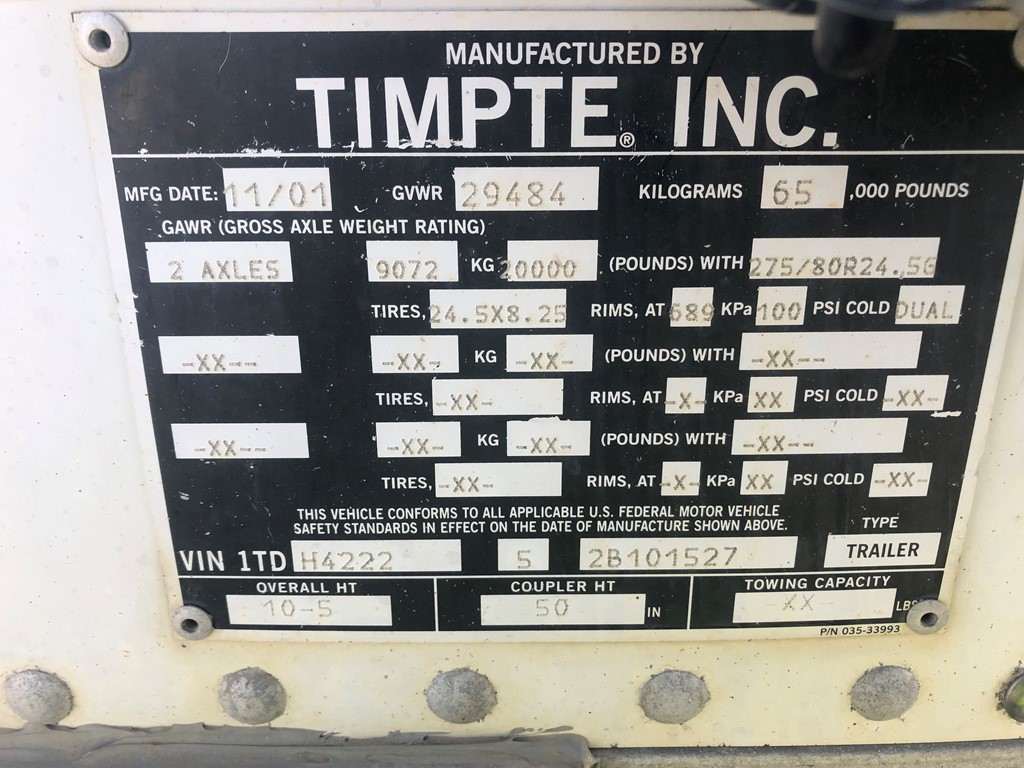 MANUFACTURED BY
TIMPTE® INC.
MFG DATE: 11/01 GVWR 29484 KILOGRAMS 65 ,000 POUNDS
GAWR (GROSS AXLE WEIGHT RATING)
2 AXLES 9072 KG 20000 (POUNDS) WITH 275/80R24.5G
TIRES, 24.5X8.25 RIMS, AT 689 KPa 100 PSI COLD DUAL
-XX--- -XX- KG -XX- (POUNDS) WITH -XX---
TIRES, -XX- RIMS, AT -X- KPa XX PSI COLD -XX-
-XX--- -XX- KG -XX- (POUNDS) WITH -XX---
TIRES, -XX- RIMS, AT -X- KPa XX PSI COLD -XX-
THIS VEHICLE CONFORMS TO ALL APPLICABLE U.S. FEDERAL MOTOR VEHICLE
SAFETY STANDARDS IN EFFECT ON THE DATE OF MANUFACTURE SHOWN ABOVE.
TYPE
VIN 1TD H4222 5 2B101527 TRAILER
OVERALL HT COUPLER HT TOWING CAPACITY
10-5 50 IN -XX- LBS
P/N 035-33993